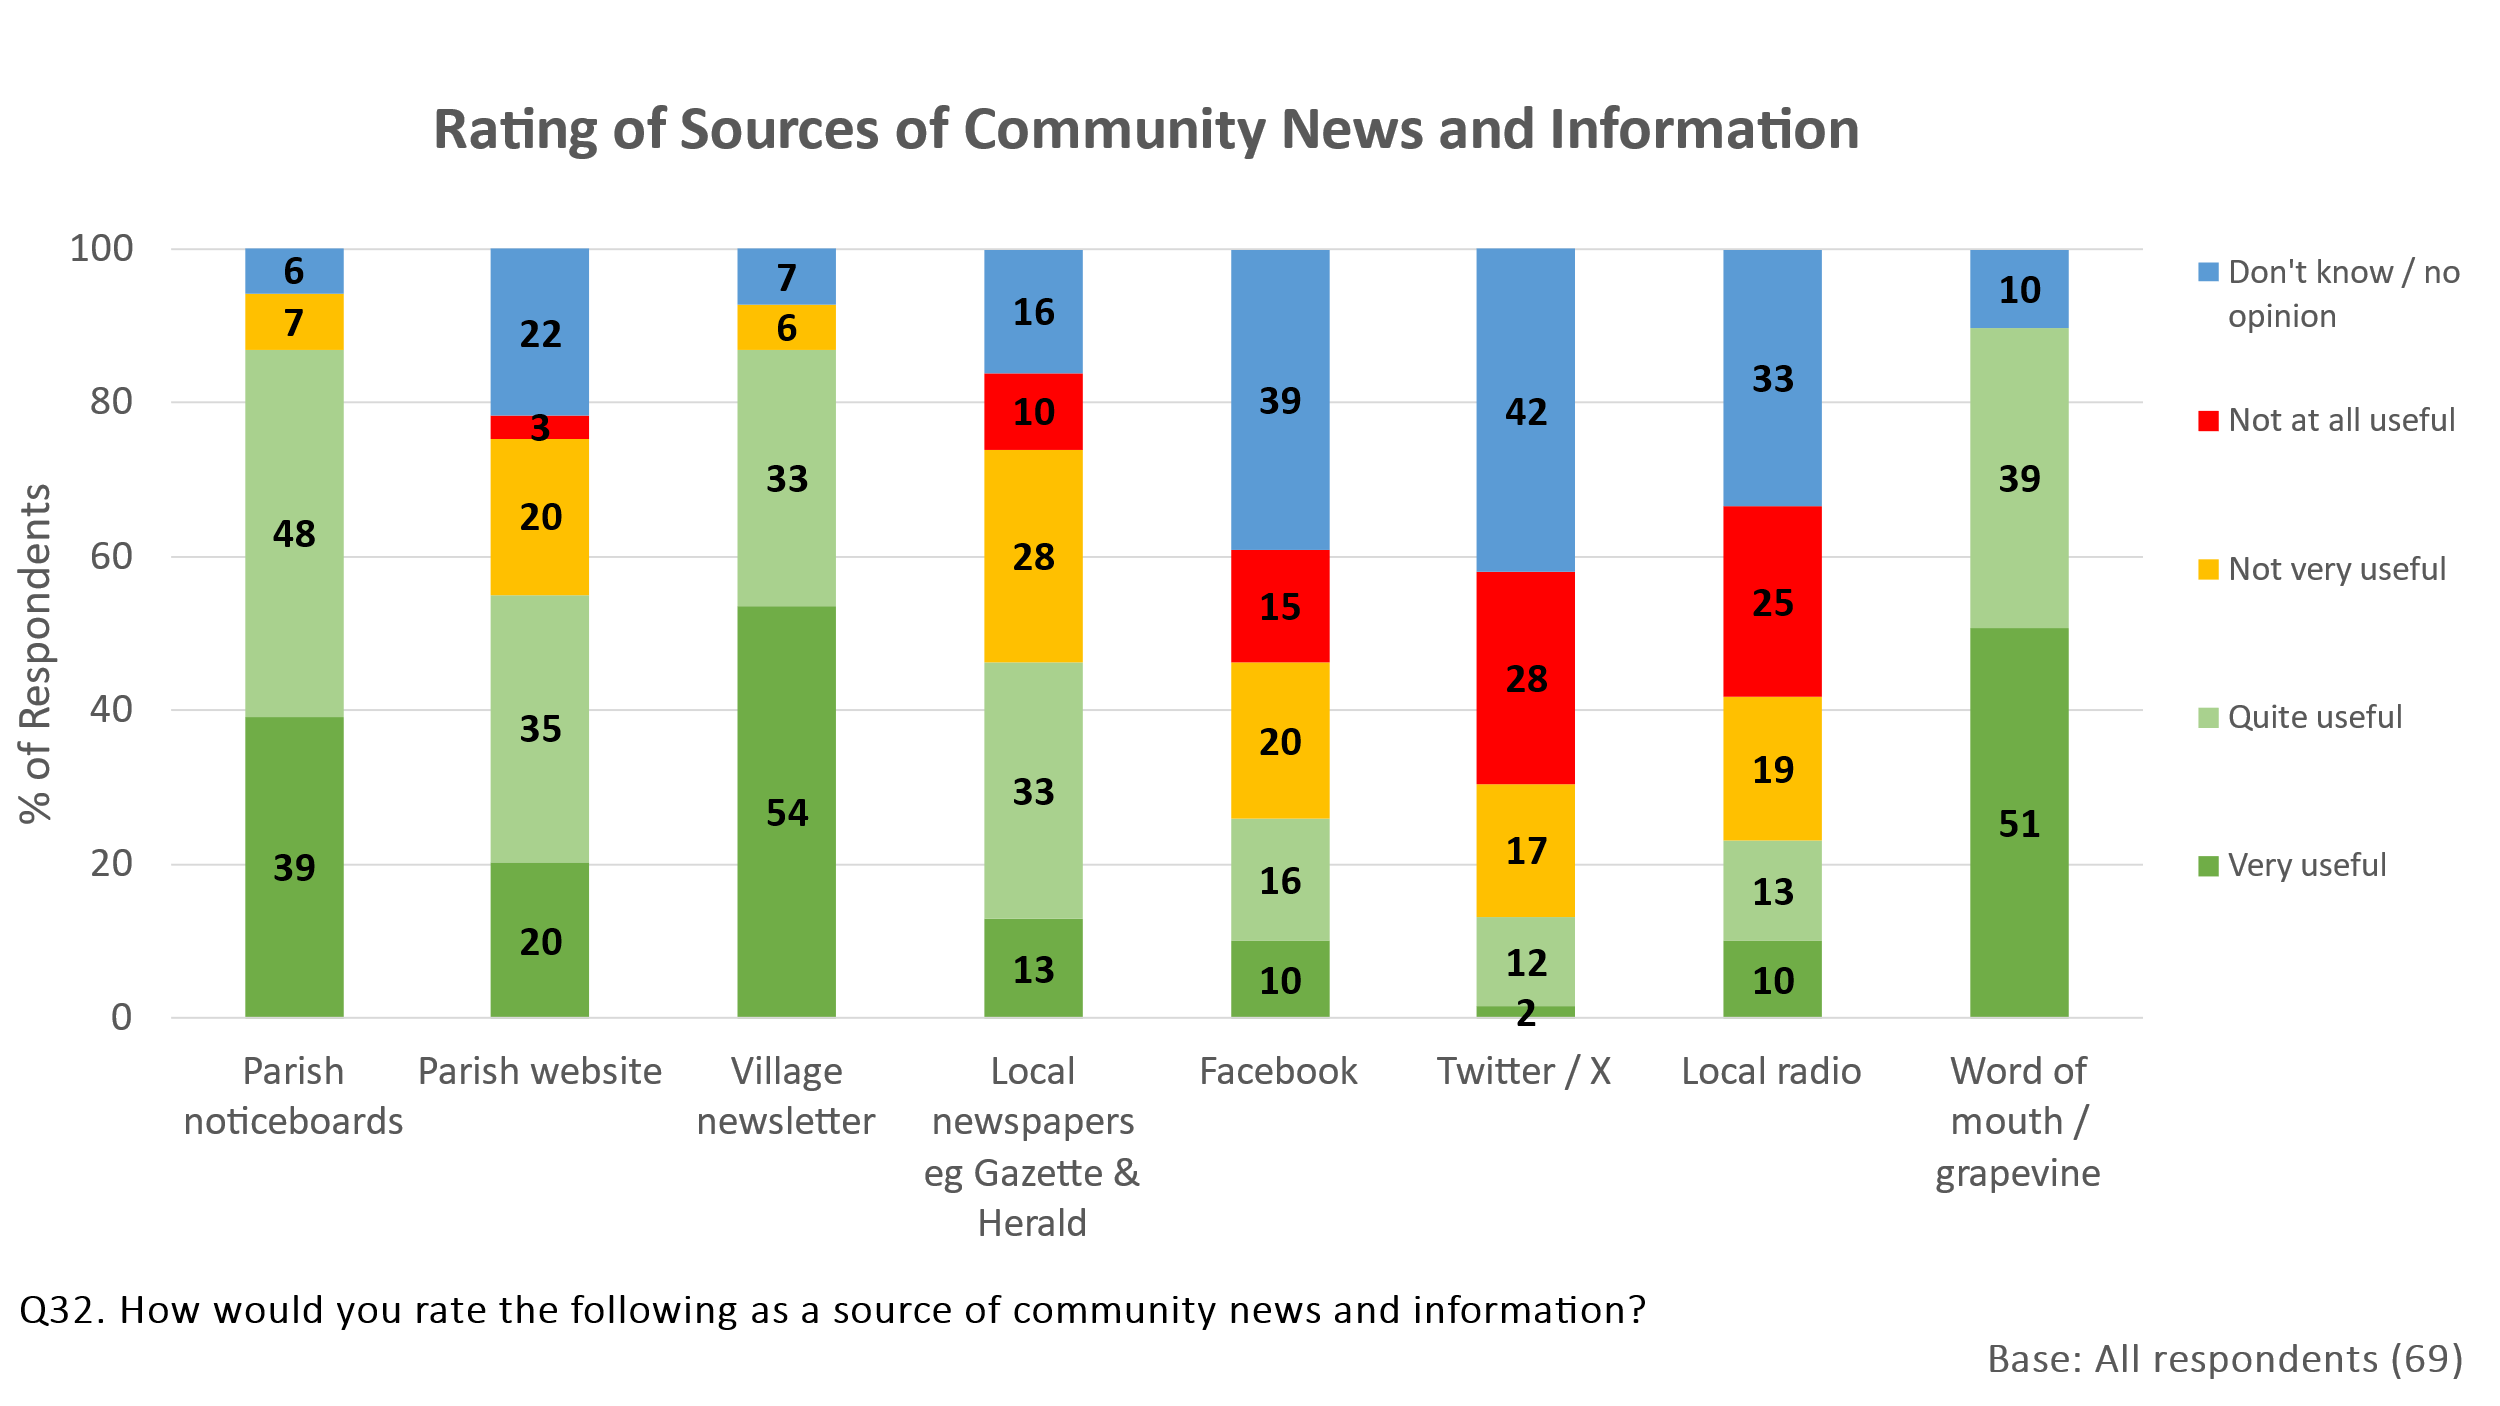 Rating of Sources of Community News and Information
% of Respondents
100
80
60
40
20
0
6
7
48
39
22
3
20
35
20
7
6
33
54
16
10
28
33
13
39
15
20
16
10
42
28
17
12
2
33
25
19
13
10
10
39
51
Parish
noticeboards
Parish website
Village
newsletter
Local
newspapers
eg Gazette &
Herald
Facebook
Twitter / X
Local radio
Word of
mouth /
grapevine
Don't know / no
opinion
Not at all useful
Not very useful
Quite useful
Very useful
Q32. How would you rate the following as a source of community news and information?
Base: All respondents (69)